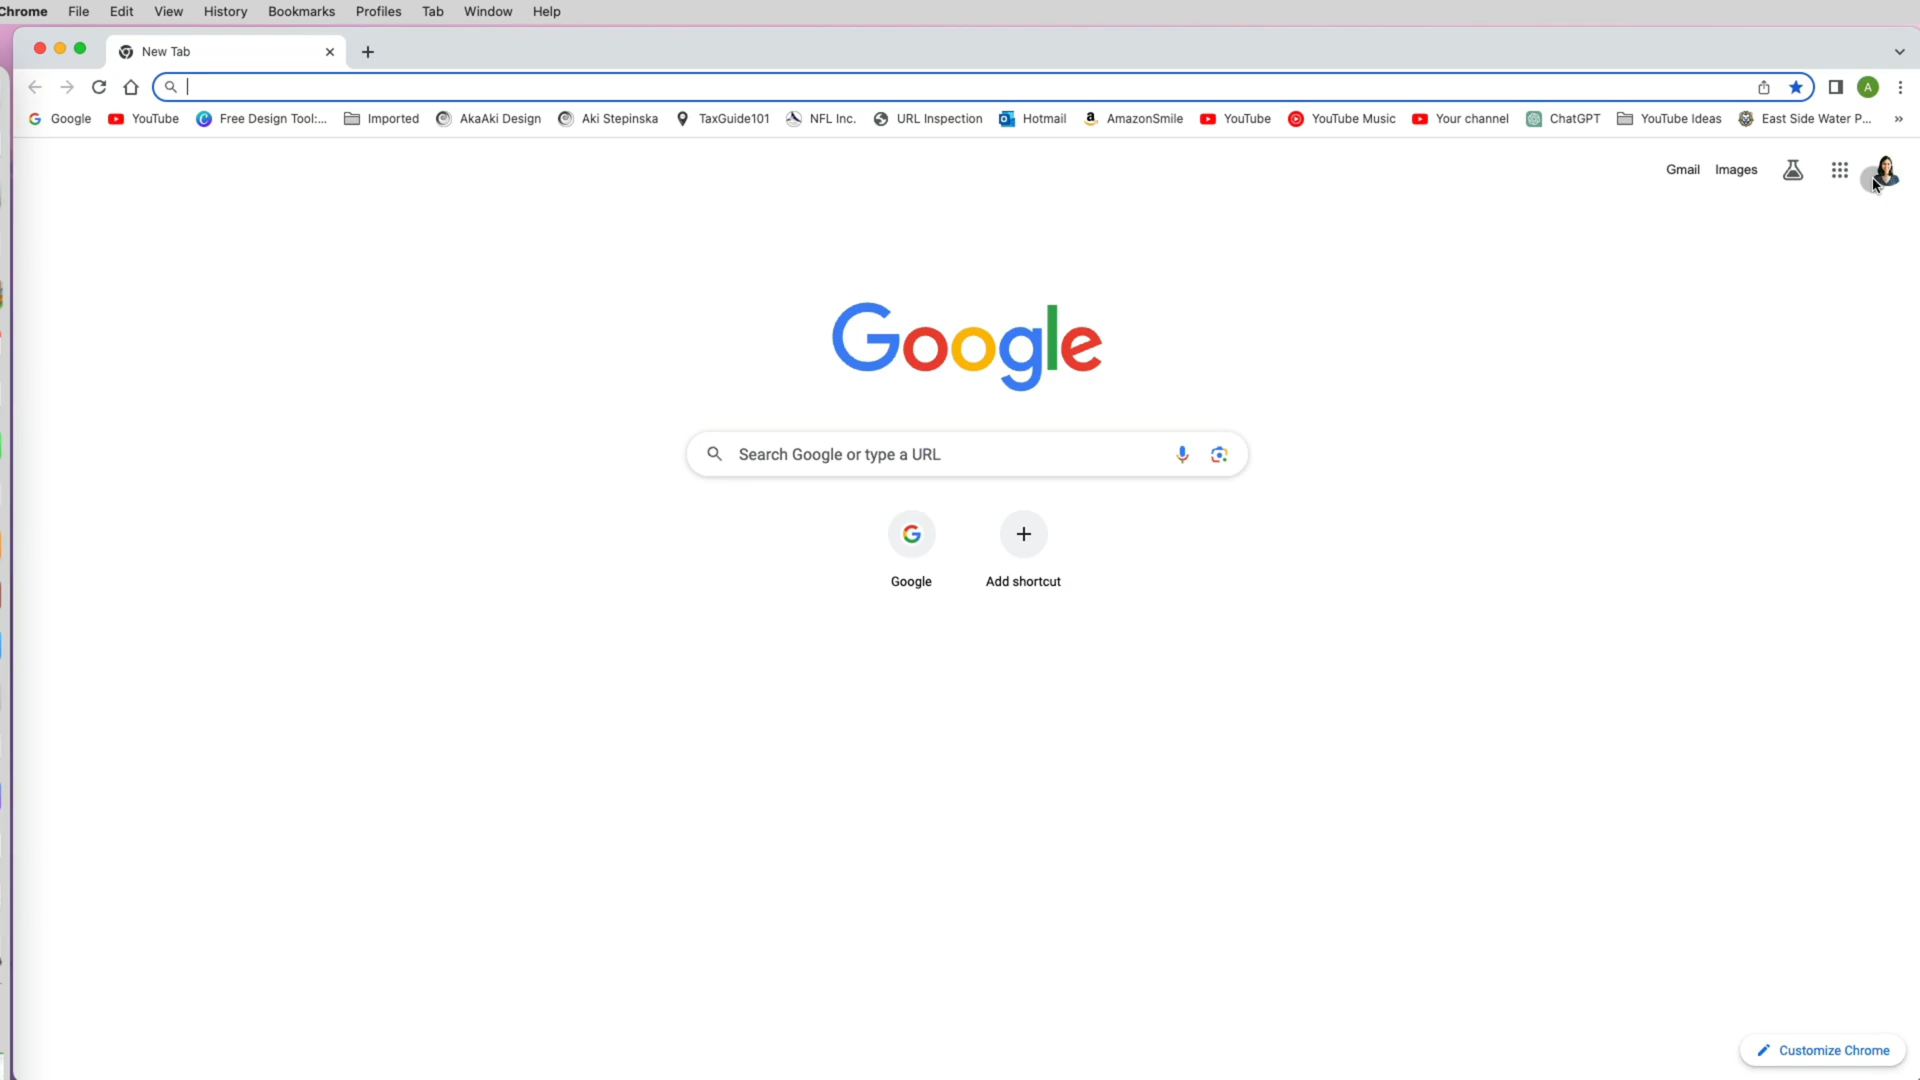 Chrome File Edit View History Bookmarks Profiles Tab Window Help
New Tab
Google YouTube Free Design Tool:... Imported AkaAki Design Aki Stepinska TaxGuide101 NFL Inc. URL Inspection Hotmail AmazonSmile YouTube YouTube Music Your channel ChatGPT YouTube Ideas East Side Water P... »
A
Gmail Images
Google
Search Google or type a URL
Google Add shortcut
Customize Chrome